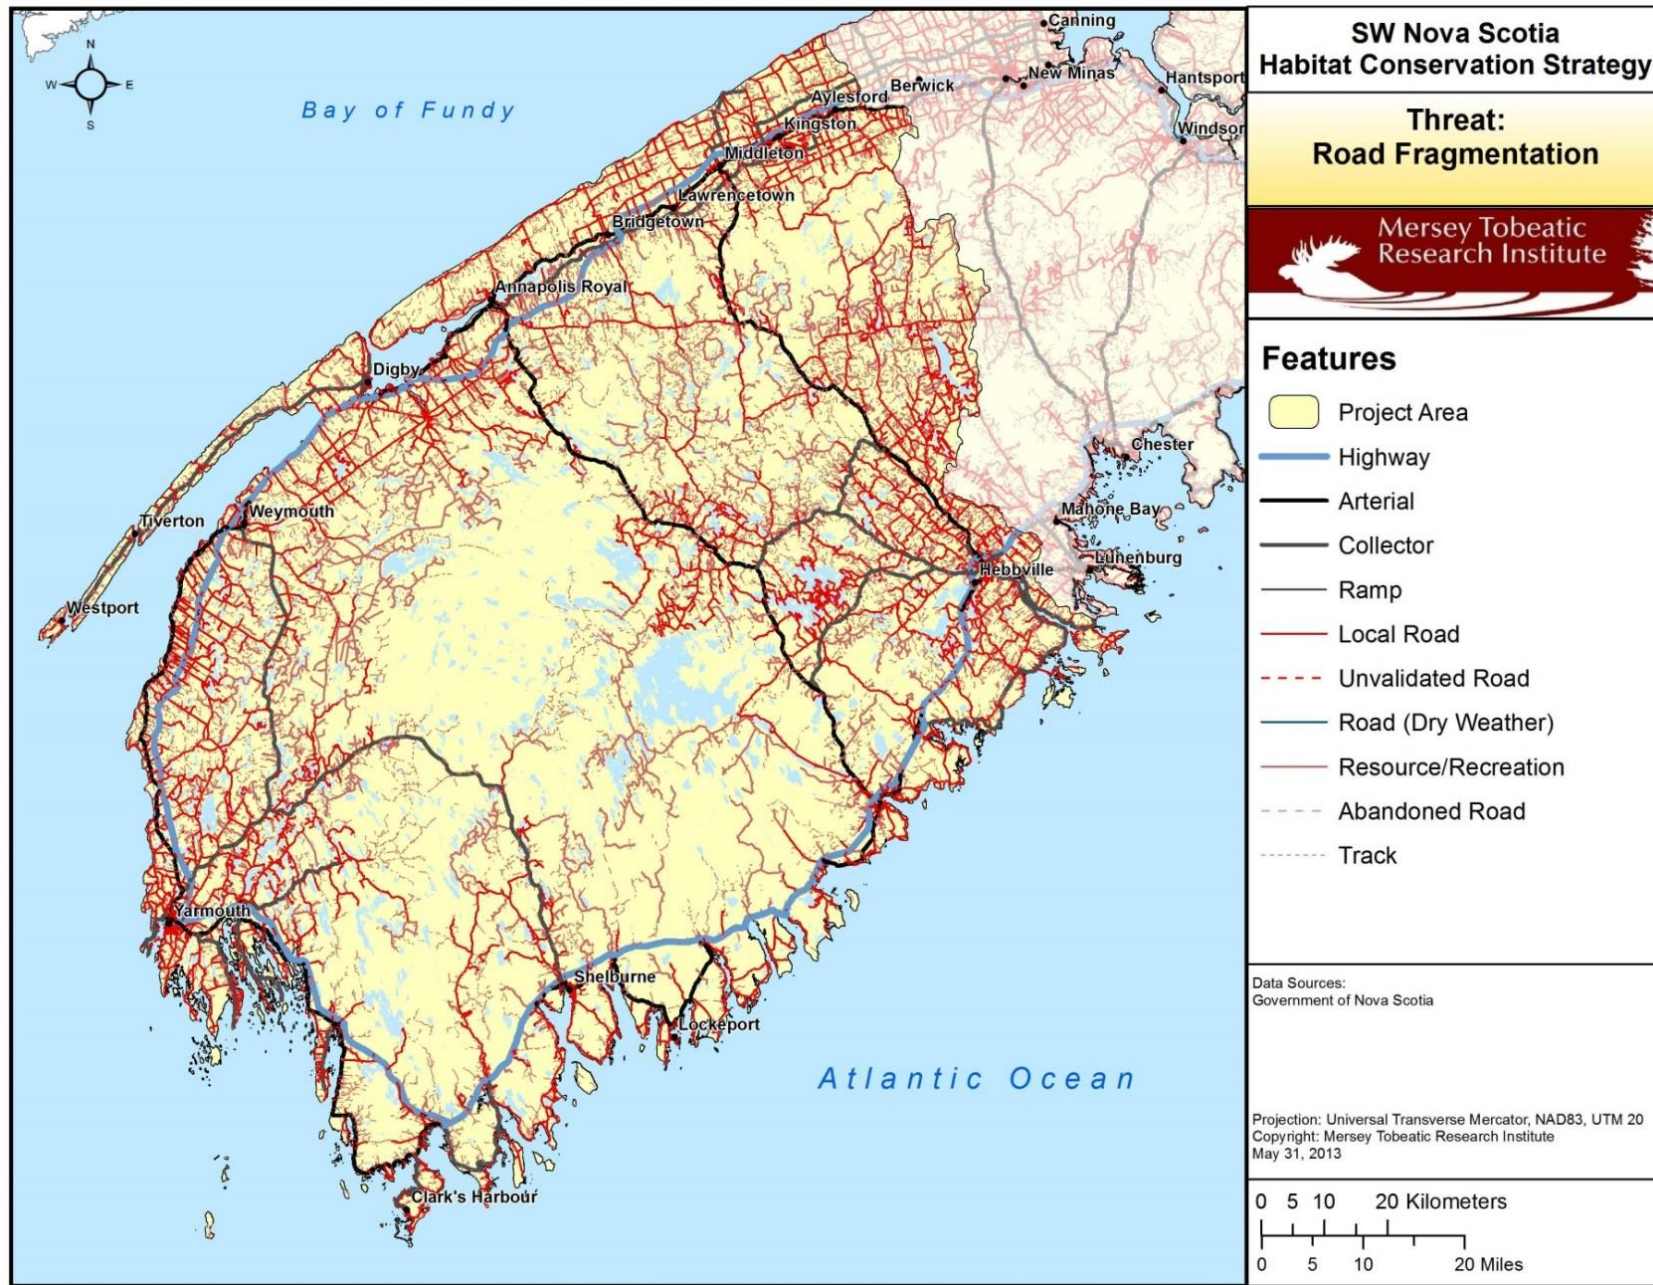 SW Nova Scotia
Habitat Conservation Strategy
Threat:
Road Fragmentation
Mersey Tobeatic
Research Institute
Features
Project Area
Highway
Arterial
Collector
Ramp
Local Road
Unvalidated Road
Road (Dry Weather)
Resource/Recreation
Abandoned Road
Track
Data Sources:
Government of Nova Scotia
Projection: Universal Transverse Mercator, NAD83, UTM 20
Copyright: Mersey Tobeatic Research Institute
May 31, 2013
0 5 10 20 Kilometers
0 5 10 20 Miles
N
W E
S
Bay of Fundy
Canning
New Minas
Hantsport
Berwick
Aylesford
Kingston
Windsor
Middleton
Lawrencetown
Bridgetown
Annapolis Royal
Digby
Chester
Weymouth
Tiverton
Mahone Bay
Lunenburg
Hebbville
Westport
Yarmouth
Shelburne
Lockeport
Atlantic Ocean
Clark's Harbour